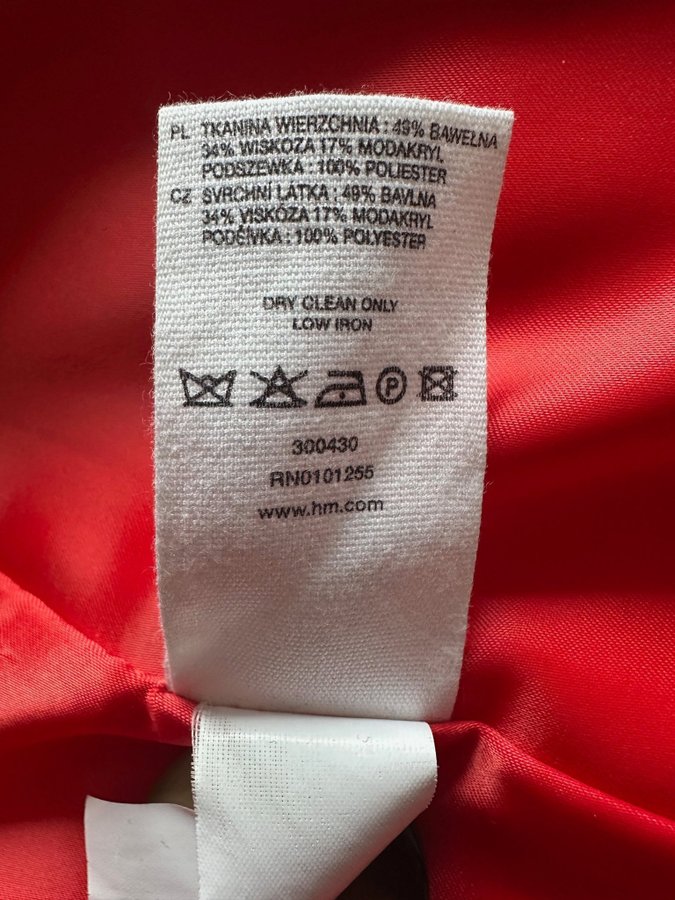 PL TKANINA WIERZCHNIA : 49% BAWEŁNA
34% WISKOZA 17% MODAKRYL
PODSZEWKA : 100% POLIESTER
CZ SVRCHNI LÁTKA : 49% BAVLNA
34% VISKÓZA 17% MODAKRYL
PODŠÍVKA : 100% POLYESTER
DRY CLEAN ONLY
LOW IRON
P
300430
RN0101255
www.hm.com